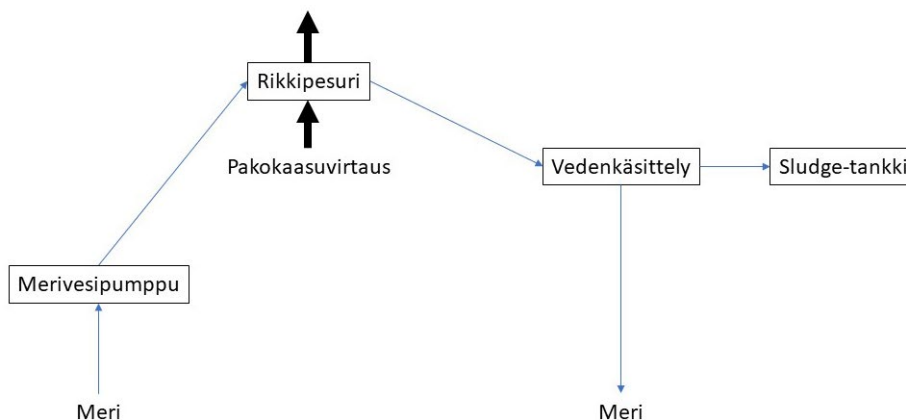 Rikkipesuri
Pakokaasuvirtaus
Vedenkäsittely
Sludge-tankki
Merivesipumppu
Meri
Meri